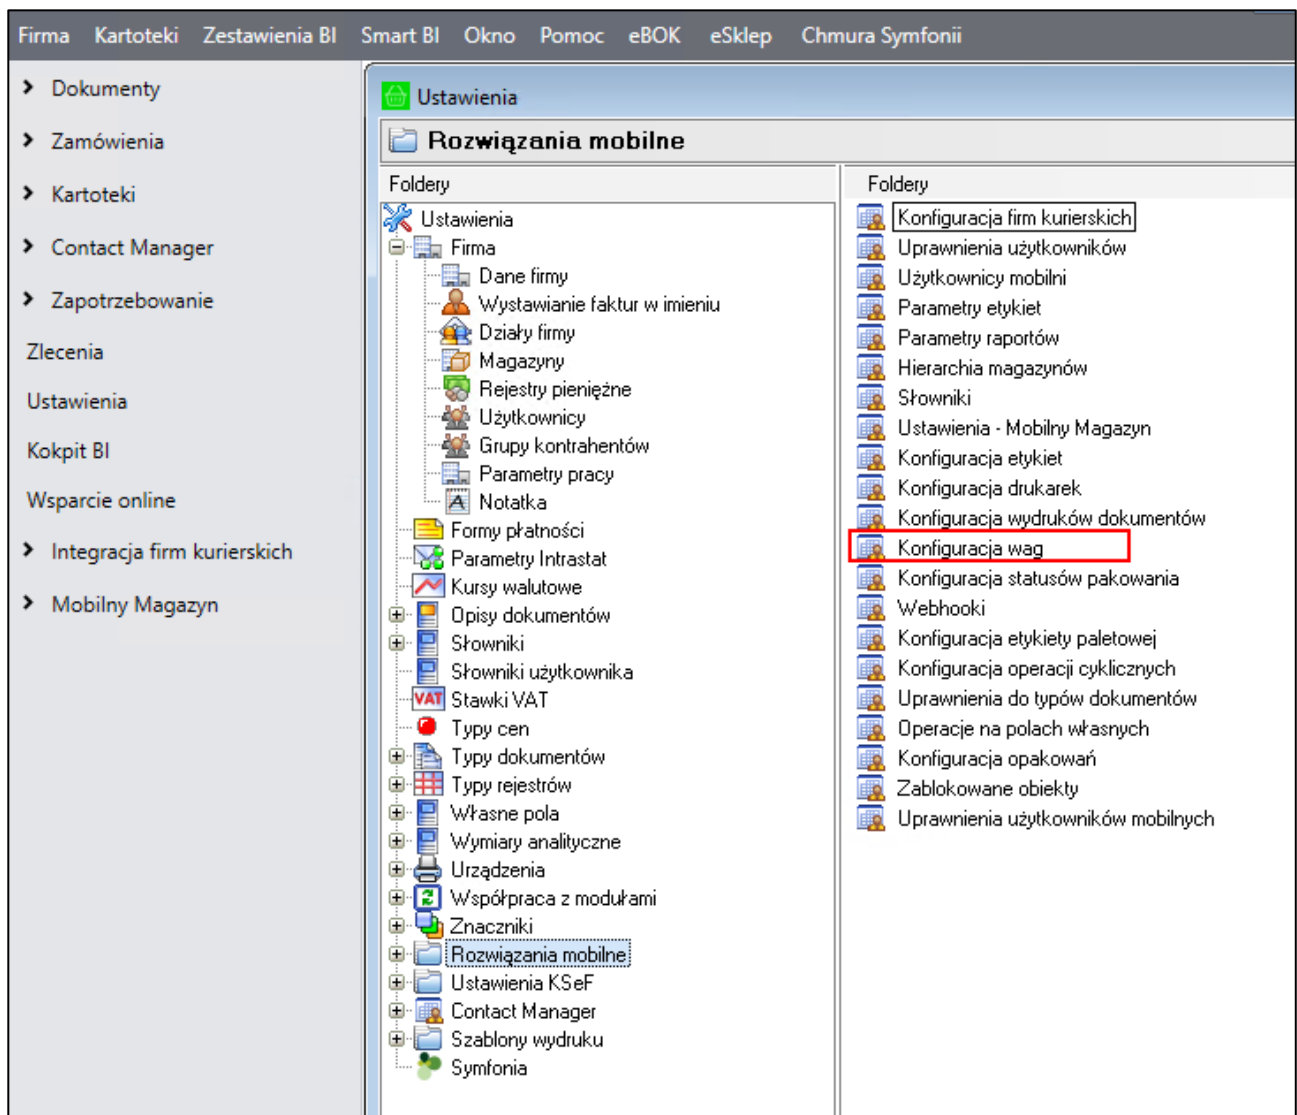 Firma Kartoteki Zestawienia BI Smart BI Okno Pomoc eBOK eSklep Chmura Symfonii
Dokumenty
Zamówienia
Kartoteki
Contact Manager
Zapotrzebowanie
Zlecenia
Ustawienia
Kokpit BI
Wsparcie online
Integracja firm kurierskich
Mobilny Magazyn
Ustawienia
Rozwiązania mobilne
Foldery
Ustawienia
Firma
Dane firmy
Wystawianie faktur w imieniu
Działy firmy
Magazyny
Rejestry pieniężne
Użytkownicy
Grupy kontrahentów
Parametry pracy
A Notatka
Formy płatności
Parametry Intrastat
Kursy walutowe
Opisy dokumentów
Słowniki
Słowniki użytkownika
VAT Stawki VAT
Typy cen
Typy dokumentów
Typy rejestrów
Własne pola
Wymiary analityczne
Urządzenia
Współpraca z modułami
Znaczniki
Rozwiązania mobilne
Ustawienia KSeF
Contact Manager
Szablony wydruku
Symfonia
Foldery
Konfiguracja firm kurierskich
Uprawnienia użytkowników
Użytkownicy mobilni
Parametry etykiet
Parametry raportów
Hierarchia magazynów
Słowniki
Ustawienia - Mobilny Magazyn
Konfiguracja etykiet
Konfiguracja drukarek
Konfiguracja wydruków dokumentów
Konfiguracja wag
Konfiguracja statusów pakowania
Webhooki
Konfiguracja etykiety paletowej
Konfiguracja operacji cyklicznych
Uprawnienia do typów dokumentów
Operacje na polach własnych
Konfiguracja opakowań
Zablokowane obiekty
Uprawnienia użytkowników mobilnych